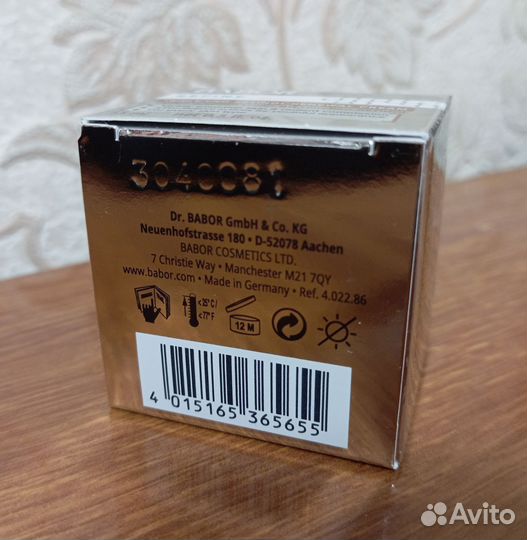 3040081
Dr. BABOR GmbH & Co. KG
Neuenhofstrasse 180 • D-52078 Aachen
BABOR COSMETICS LTD.
7 Christie Way • Manchester M21 7QY
www.babor.com • Made in Germany • Ref. 4.022.86
<25°C/
<77°F
12 M
4 015165 365655
Avito